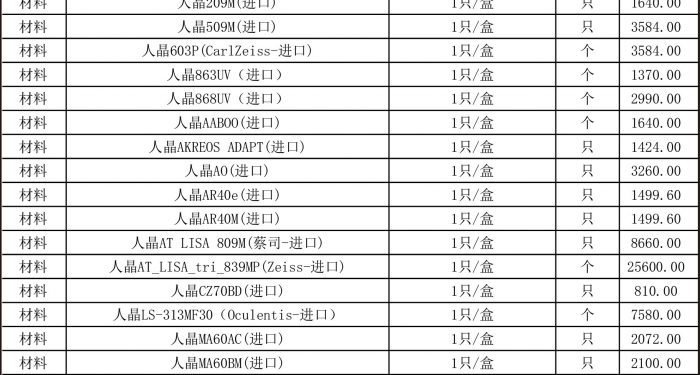 材料 人晶209M(进口) 1只/盒 只 1640.00
材料 人晶509M(进口) 1只/盒 只 3584.00
材料 人晶603P(CarlZeiss-进口) 1只/盒 个 3584.00
材料 人晶863UV（进口） 1只/盒 个 1370.00
材料 人晶868UV（进口） 1只/盒 个 2990.00
材料 人晶AABOO(进口) 1只/盒 个 1640.00
材料 人晶AKREOS ADAPT(进口) 1只/盒 只 1424.00
材料 人晶AO(进口) 1只/盒 只 3260.00
材料 人晶AR40e(进口) 1只/盒 只 1499.60
材料 人晶AR40M(进口) 1只/盒 只 1499.60
材料 人晶AT LISA 809M(蔡司-进口) 1只/盒 只 8660.00
材料 人晶AT_LISA_tri_839MP(Zeiss-进口) 1只/盒 个 25600.00
材料 人晶CZ70BD(进口) 1只/盒 只 810.00
材料 人晶LS-313MF30（Oculentis-进口） 1只/盒 个 7580.00
材料 人晶MA60AC(进口) 1只/盒 只 2072.00
材料 人晶MA60BM(进口) 1只/盒 只 2100.00